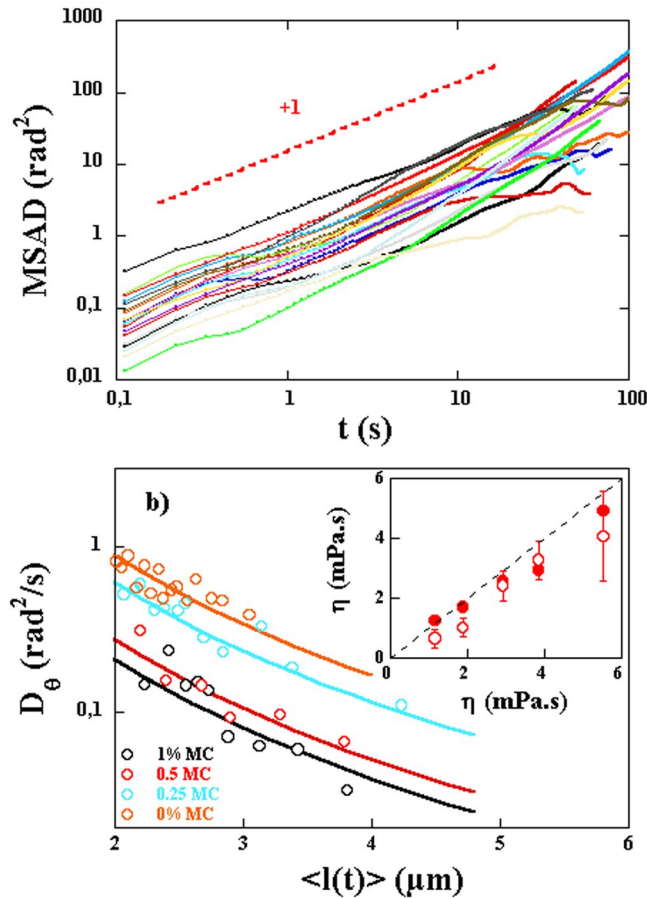 1000
100
10
1
0,1
0,01
MSAD (rad²)
+1
0,1 1 10 100
t (s)
b)
1
0,1
D_θ (rad²/s)
6
4
2
0
η (mPa.s)
0 2 4 6
η (mPa.s)
1% MC
0.5 MC
0.25 MC
0% MC
2 3 4 5 6
<l(t)> (µm)